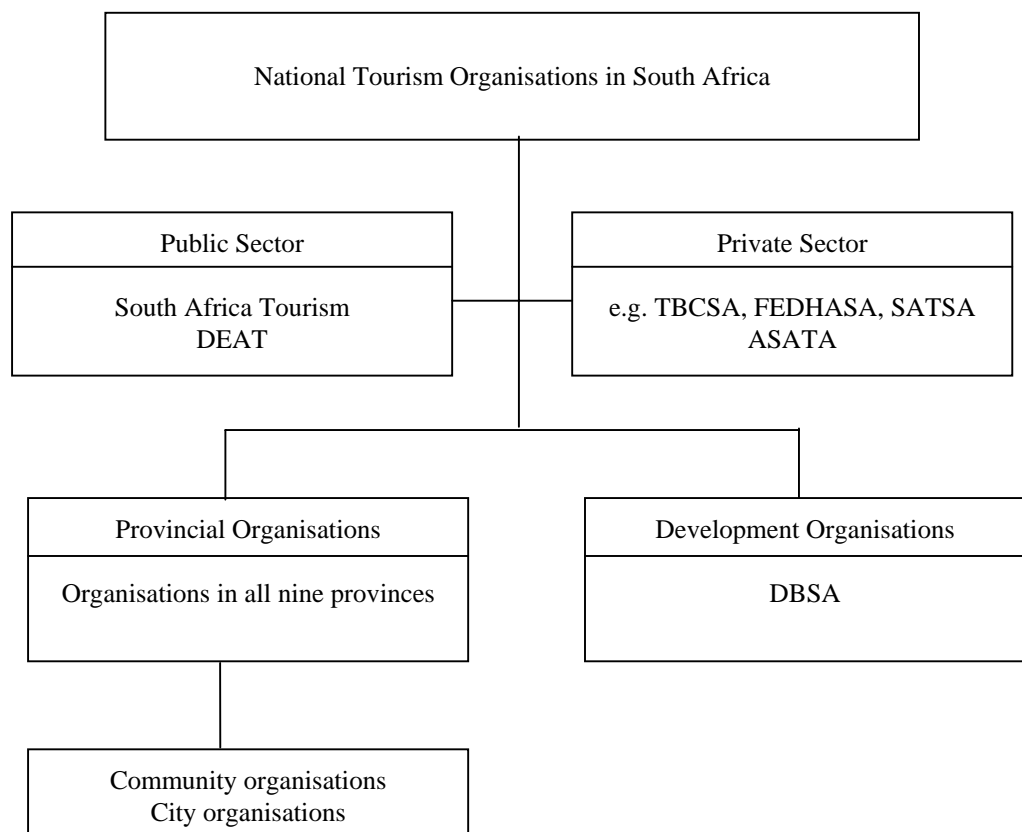 National Tourism Organisations in South Africa
Public Sector
South Africa Tourism
DEAT
Private Sector
e.g. TBCSA, FEDHASA, SATSA
ASATA
Provincial Organisations
Organisations in all nine provinces
Development Organisations
DBSA
Community organisations
City organisations